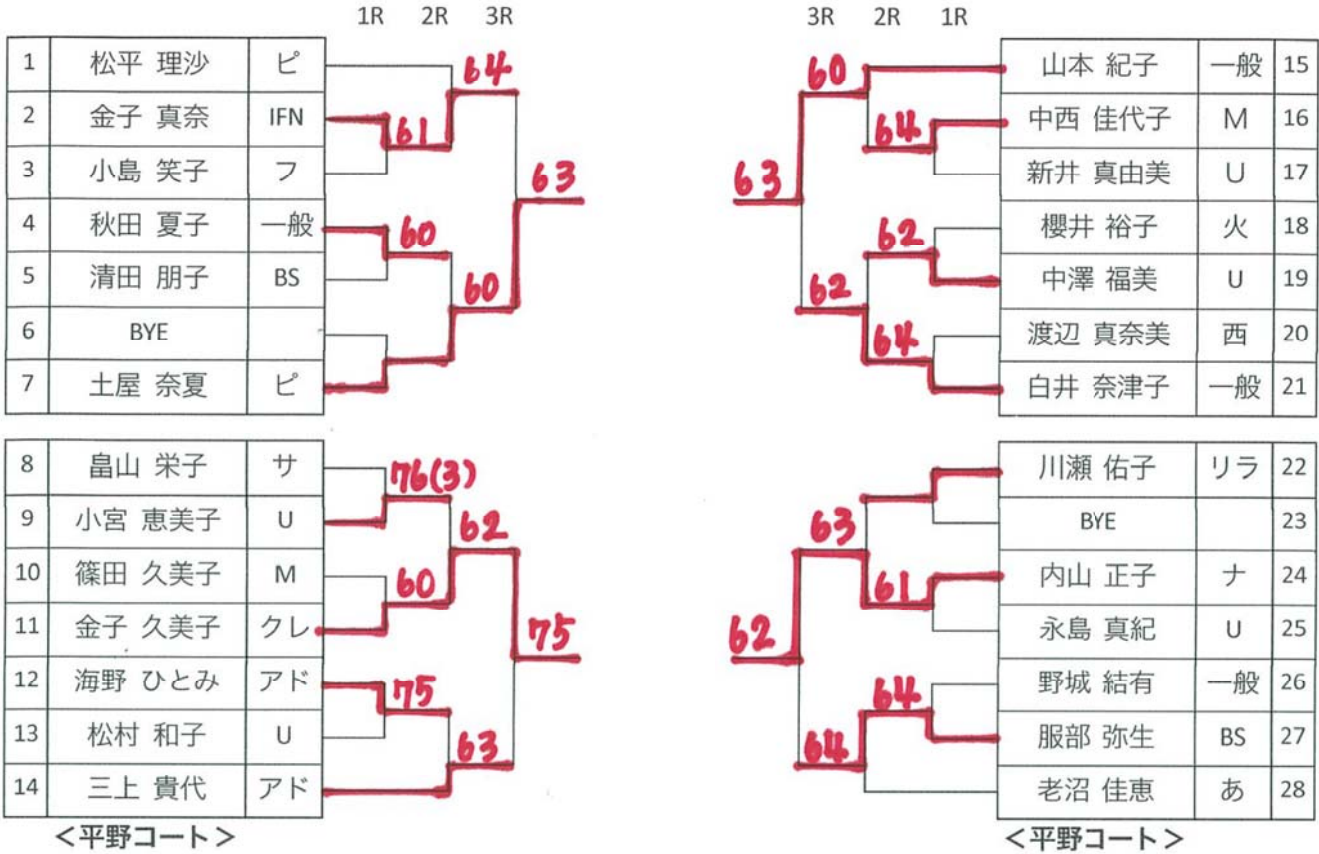 1R 2R 3R
3R 2R 1R
1 松平 理沙 ピ
2 金子 真奈 IFN
3 小島 笑子 フ
4 秋田 夏子 一般
5 清田 朋子 BS
6 BYE
7 土屋 奈夏 ピ
64
61
63
60
60
60
64
63
62
62
64
山本 紀子 一般 15
中西 佳代子 M 16
新井 真由美 U 17
櫻井 裕子 火 18
中澤 福美 U 19
渡辺 真奈美 西 20
白井 奈津子 一般 21
8 畠山 栄子 サ
9 小宮 恵美子 U
10 篠田 久美子 M
11 金子 久美子 クレ
12 海野 ひとみ アド
13 松村 和子 U
14 三上 貴代 アド
76(3)
62
60
75
75
63
63
61
62
64
64
川瀬 佑子 リラ 22
BYE 23
内山 正子 ナ 24
永島 真紀 U 25
野城 結有 一般 26
服部 弥生 BS 27
老沼 佳恵 あ 28
＜平野コート＞
＜平野コート＞